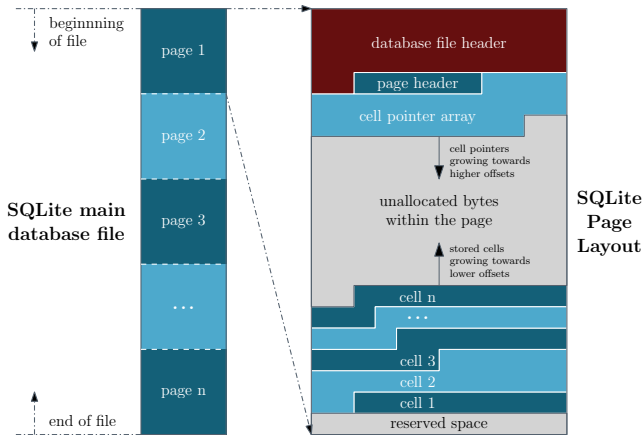 beginnning
of file
page 1
page 2
page 3
...
page n
end of file
SQLite main
database file
database file header
page header
cell pointer array
cell pointers
growing towards
higher offsets
unallocated bytes
within the page
stored cells
growing towards
lower offsets
cell n
...
cell 3
cell 2
cell 1
reserved space
SQLite
Page
Layout